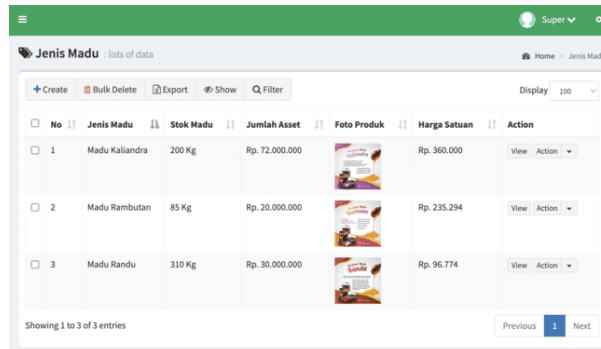 Super
Jenis Madu : lists of data
Home > Jenis Mad
Create Bulk Delete Export Show Filter Display 100
No Jenis Madu Stok Madu Jumlah Asset Foto Produk Harga Satuan Action
1 Madu Kaliandra 200 Kg Rp. 72.000.000 Rp. 360.000 View Action
2 Madu Rambutan 85 Kg Rp. 20.000.000 Rp. 235.294 View Action
3 Madu Randu 310 Kg Rp. 30.000.000 Randu Rp. 96.774 View Action
Showing 1 to 3 of 3 entries
Previous 1 Next